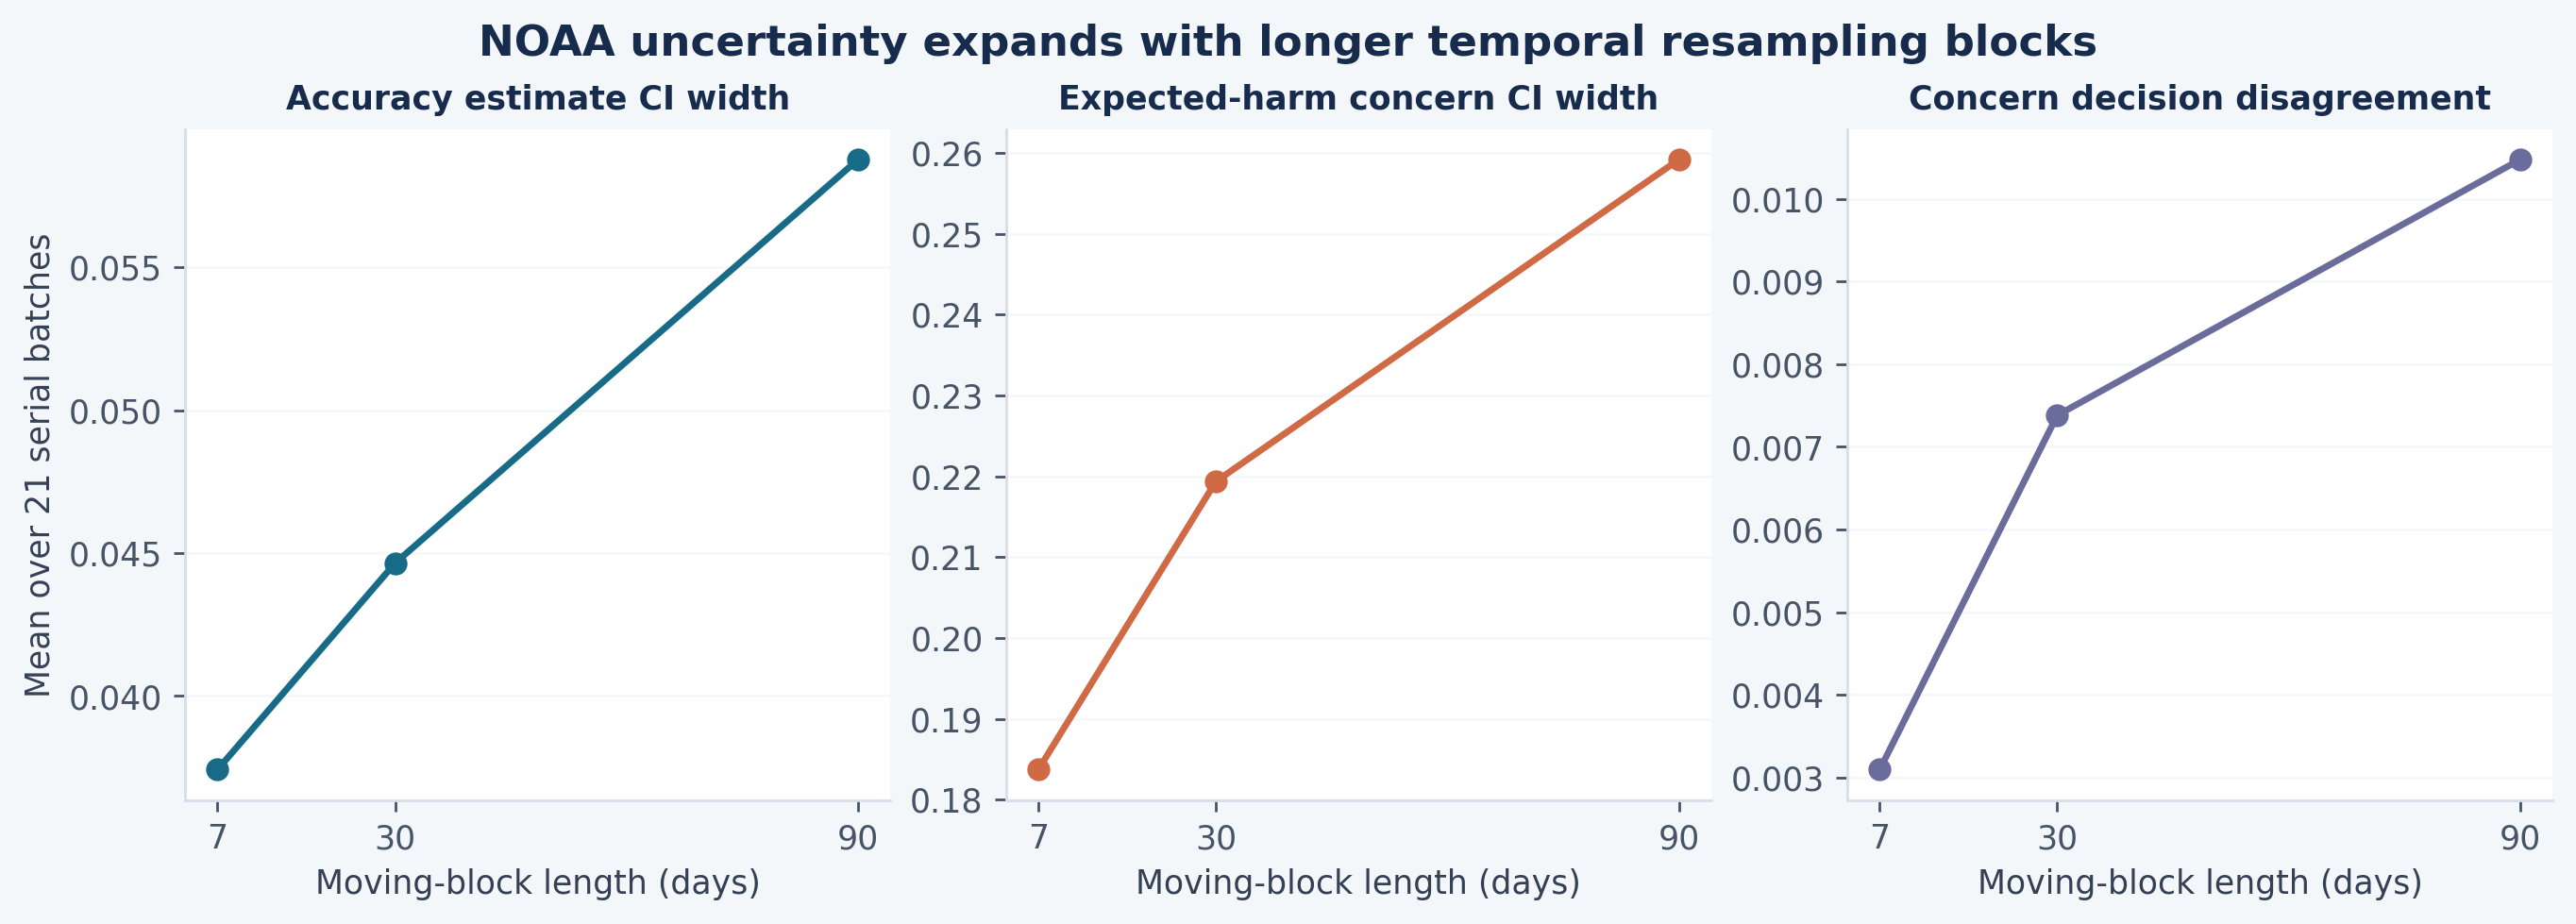 NOAA uncertainty expands with longer temporal resampling blocks
Accuracy estimate CI width
Mean over 21 serial batches
0.055
0.050
0.045
0.040
7 30 90
Moving-block length (days)
Expected-harm concern CI width
0.26
0.25
0.24
0.23
0.22
0.21
0.20
0.19
0.18
7 30 90
Moving-block length (days)
Concern decision disagreement
0.010
0.009
0.008
0.007
0.006
0.005
0.004
0.003
7 30 90
Moving-block length (days)